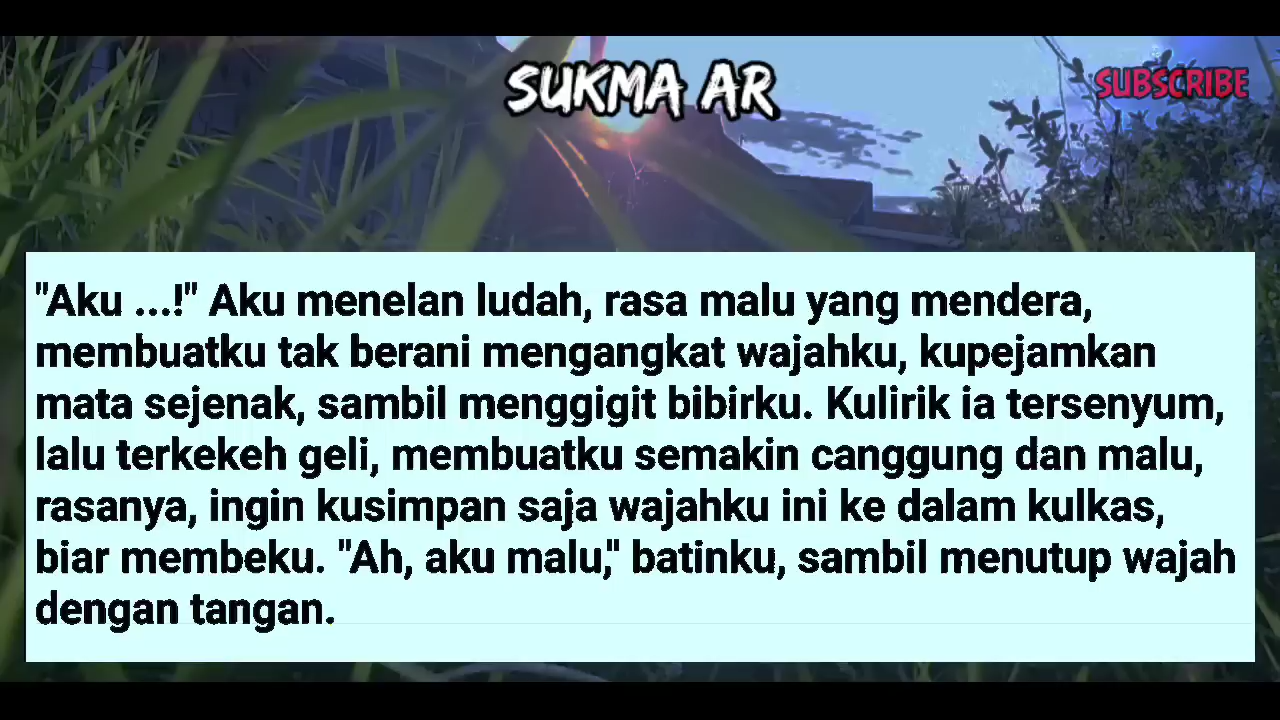 SUKMA AR
SUBSCRIBE
"Aku ...!" Aku menelan ludah, rasa malu yang mendera,
membuatku tak berani mengangkat wajahku, kupejamkan
mata sejenak, sambil menggigit bibirku. Kulirik ia tersenyum,
lalu terkekeh geli, membuatku semakin canggung dan malu,
rasanya, ingin kusimpan saja wajahku ini ke dalam kulkas,
biar membeku. "Ah, aku malu," batinku, sambil menutup wajah
dengan tangan.